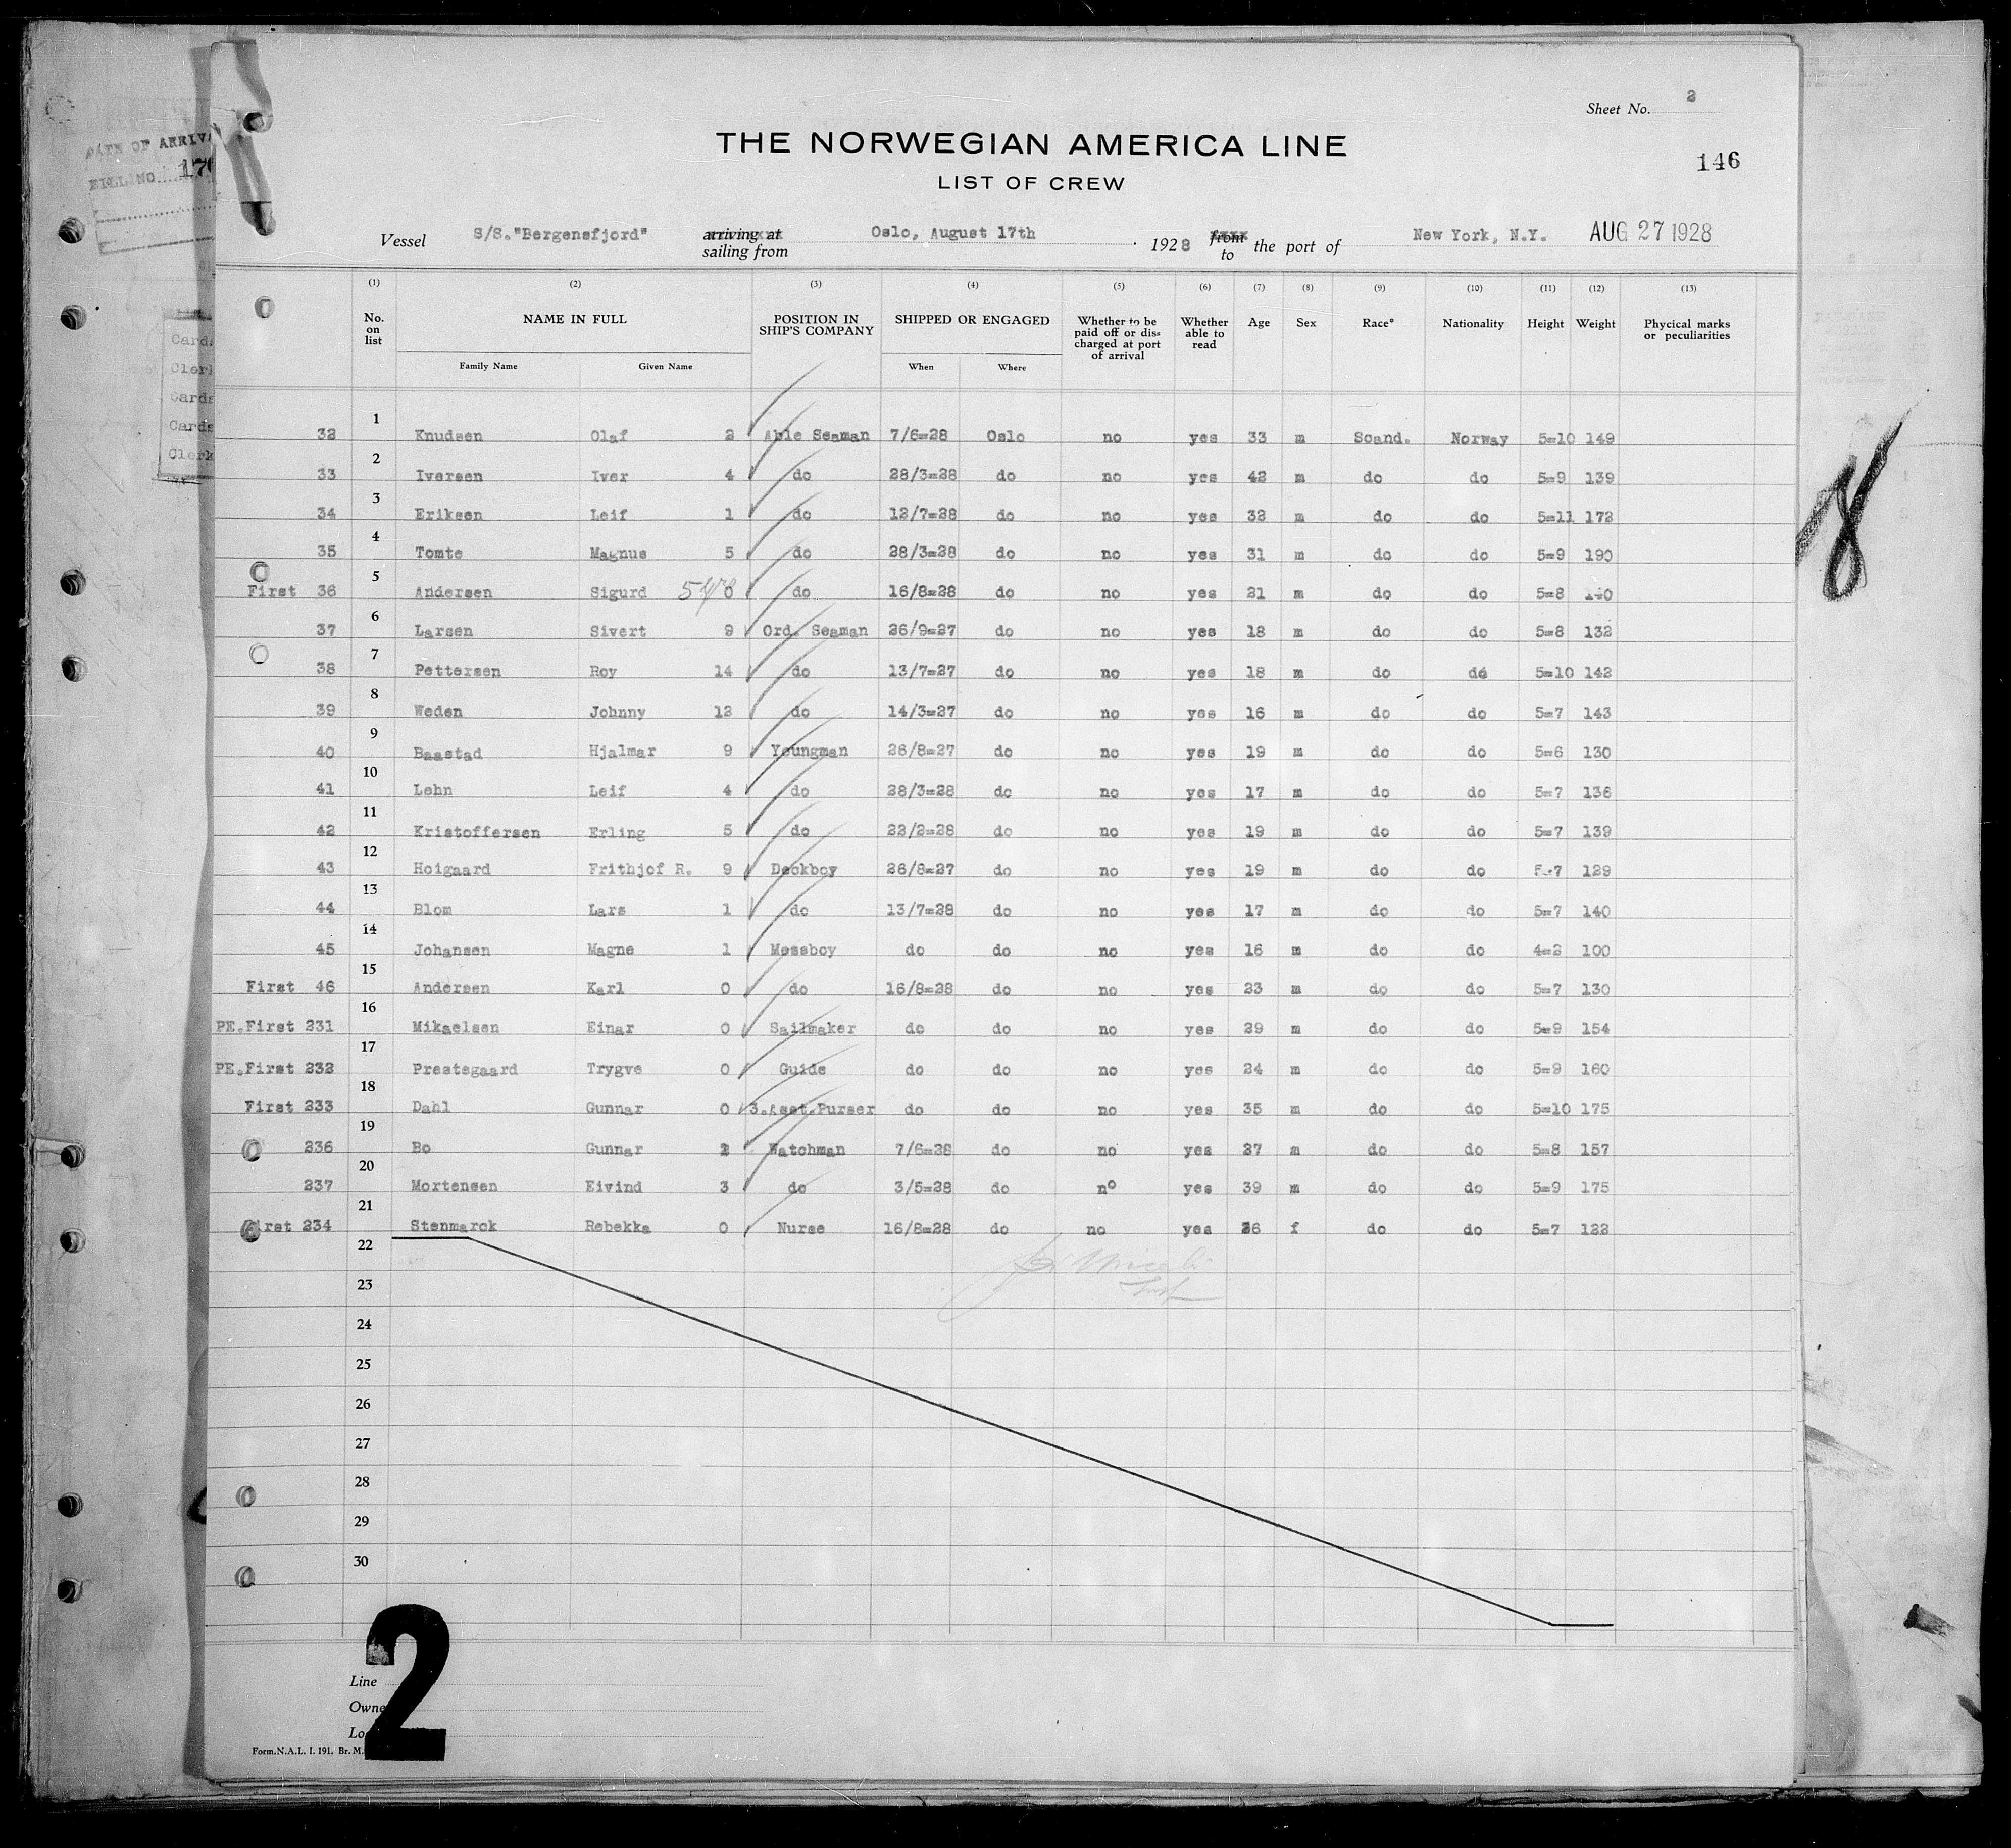 Sheet No. 2
THE NORWEGIAN AMERICA LINE
146
LIST OF CREW
Vessel S/S."Bergensfjord" arriving at sailing from Oslo, August 17th 1928 from to the port of New York, N.Y. AUG 27 1928
(1) (2) (3) (4) (5) (6) (7) (8) (9) (10) (11) (12) (13)
No. on list NAME IN FULL POSITION IN SHIP'S COMPANY SHIPPED OR ENGAGED Whether to be paid off or discharged at port of arrival Whether able to read Age Sex Race* Nationality Height Weight Phycical marks or peculiarities
Family Name Given Name When Where
32 1 Knudsen Olaf 2 Able Seaman 7/6=28 Oslo no yes 33 m Scand. Norway 5=10 149
33 2 Iversen Iver 4 do 28/3=28 do no yes 42 m do do 5=9 139
34 3 Eriksen Leif 1 do 12/7=28 do no yes 32 m do do 5=11 172
35 4 Tomte Magnus 5 do 28/3=28 do no yes 31 m do do 5=9 190
First 36 5 Andersen Sigurd 0 do 16/8=28 do no yes 21 m do do 5=8 140
37 6 Larsen Sivert 9 Ord. Seaman 26/9=27 do no yes 18 m do do 5=8 132
38 7 Pettersen Roy 14 do 13/7=27 do no yes 18 m do do 5=10 142
39 8 Weden Johnny 12 do 14/3=27 do no yes 16 m do do 5=7 143
40 9 Baastad Hjalmar 9 Youngman 26/8=27 do no yes 19 m do do 5=6 130
41 10 Lehn Leif 4 do 28/3=28 do no yes 17 m do do 5=7 136
42 11 Kristoffersen Erling 5 do 22/2=28 do no yes 19 m do do 5=7 139
43 12 Hoigaard Frithjof R. 9 Deckboy 26/8=27 do no yes 19 m do do 5=7 129
44 13 Blom Lars 1 do 13/7=28 do no yes 17 m do do 5=7 140
45 14 Johansen Magne 1 Messboy do do no yes 16 m do do 4=2 100
First 46 15 Andersen Karl 0 do 16/8=28 do no yes 23 m do do 5=7 130
PE.First 231 16 Mikaelsen Einar 0 Sailmaker do do no yes 29 m do do 5=9 154
PE.First 232 17 Prestegaard Trygve 0 Guide do do no yes 24 m do do 5=9 160
First 233 18 Dahl Gunnar 0 3.Asst.Purser do do no yes 35 m do do 5=10 175
236 19 Bo Gunnar 2 Watchman 7/6=28 do no yes 27 m do do 5=8 157
237 20 Mortensen Eivind 3 do 3/5=28 do no yes 39 m do do 5=9 175
First 234 21 Stenmarck Rebekka 0 Nurse 16/8=28 do no yes 26 f do do 5=7 122
22
23
24
25
26
27
28
29
30
2
Line
Owne
Lo
Form.N.A.L. I. 191. Br. M.
DATE OF ARRIVA
Card
Cler
Cards
Cards
Clerk